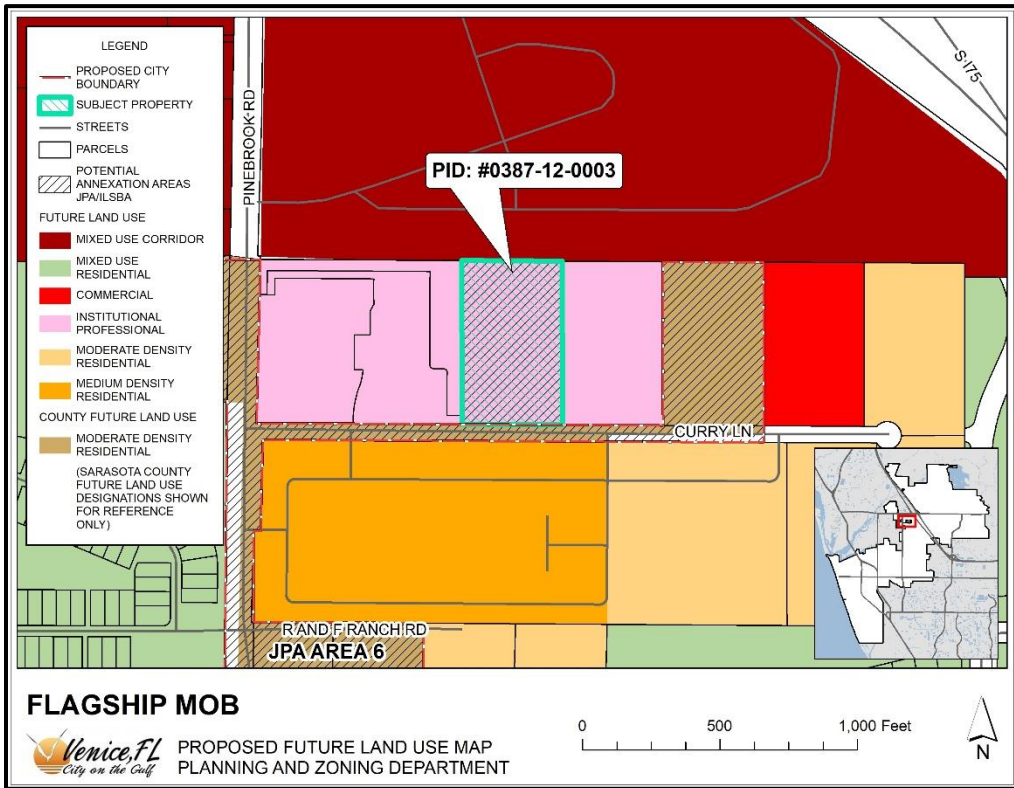 LEGEND
PROPOSED CITY
BOUNDARY
SUBJECT PROPERTY
STREETS
PARCELS
POTENTIAL
ANNEXATION AREAS
JPA/ILSBA
FUTURE LAND USE
MIXED USE CORRIDOR
MIXED USE
RESIDENTIAL
COMMERCIAL
INSTITUTIONAL
PROFESSIONAL
MODERATE DENSITY
RESIDENTIAL
MEDIUM DENSITY
RESIDENTIAL
COUNTY FUTURE LAND USE
MODERATE DENSITY
RESIDENTIAL
(SARASOTA COUNTY
FUTURE LAND USE
DESIGNATIONS SHOWN
FOR REFERENCE
ONLY)
PINEBROOK RD
S I75
PID: #0387-12-0003
CURRY LN
R AND F RANCH RD
JPA AREA 6
FLAGSHIP MOB
Venice, FL
City on the Gulf
PROPOSED FUTURE LAND USE MAP
PLANNING AND ZONING DEPARTMENT
0 500 1,000 Feet
N